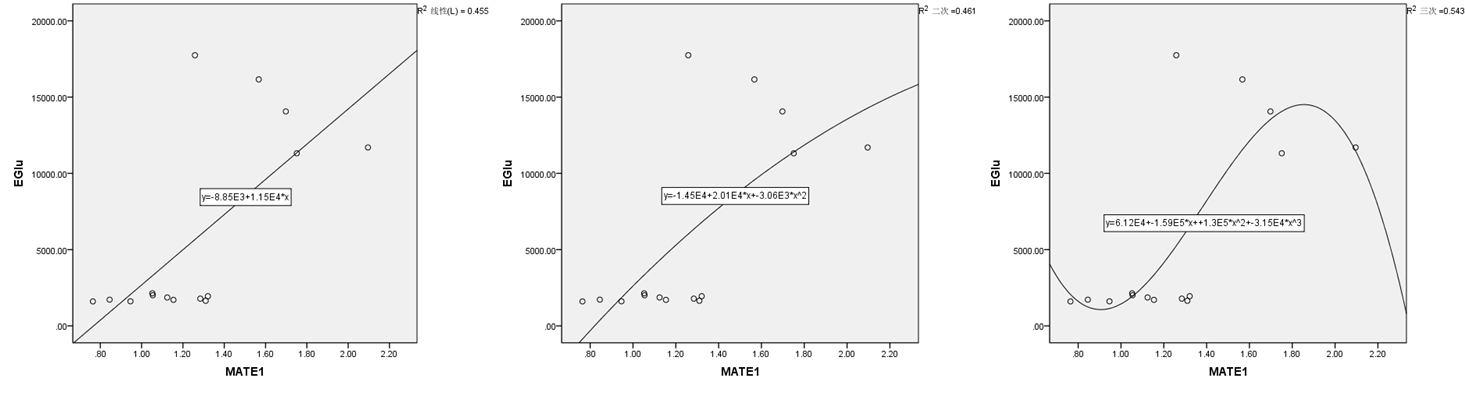 R² 线性(L) = 0.455
20000.00
15000.00
10000.00
5000.00
.00
EGlu
y=-8.85E3+1.15E4*x
.80 1.00 1.20 1.40 1.60 1.80 2.00 2.20
MATE1
R² 二次 =0.461
20000.00
15000.00
10000.00
5000.00
.00
EGlu
y=-1.45E4+2.01E4*x+-3.06E3*x^2
.80 1.00 1.20 1.40 1.60 1.80 2.00 2.20
MATE1
R² 三次 =0.543
20000.00
15000.00
10000.00
5000.00
.00
EGlu
y=6.12E4+-1.59E5*x++1.3E5*x^2+-3.15E4*x^3
.80 1.00 1.20 1.40 1.60 1.80 2.00 2.20
MATE1